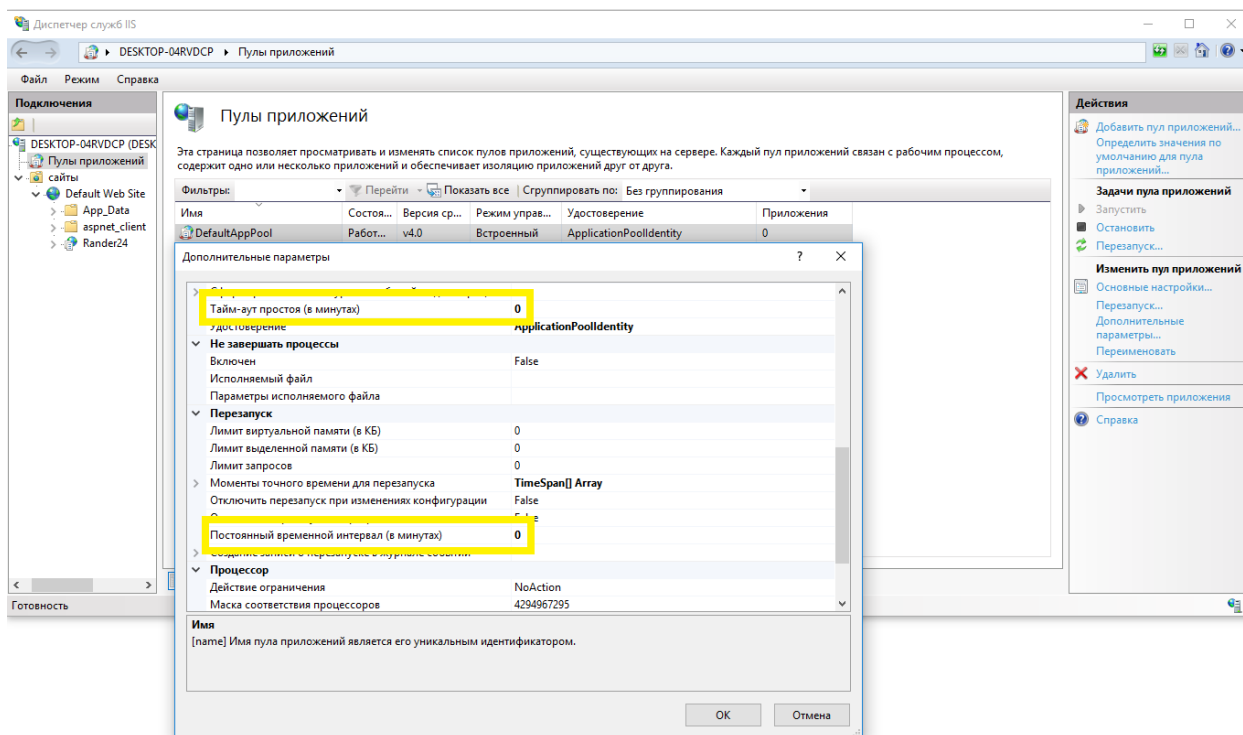 Диспетчер служб IIS
DESKTOP-04RVDCP
Пулы приложений
Файл Режим Справка
Подключения
DESKTOP-04RVDCP (DESK
Пулы приложений
сайты
Default Web Site
App_Data
aspnet_client
Rander24
Пулы приложений
Эта страница позволяет просматривать и изменять список пулов приложений, существующих на сервере. Каждый пул приложений связан с рабочим процессом,
содержит одно или несколько приложений и обеспечивает изоляцию приложений друг от друга.
Фильтры: Перейти Показать все Сгруппировать по: Без группирования
Имя Состоя... Версия ср... Режим управ... Удостоверение Приложения
DefaultAppPool Работ... v4.0 Встроенный ApplicationPoolIdentity 0
Дополнительные параметры ?
Тайм-аут простоя (в минутах) 0
Удостоверение ApplicationPoolIdentity
Не завершать процессы
Включен False
Исполняемый файл
Параметры исполняемого файла
Перезапуск
Лимит виртуальной памяти (в КБ) 0
Лимит выделенной памяти (в КБ) 0
Лимит запросов 0
Моменты точного времени для перезапуска TimeSpan[] Array
Отключить перезапуск при изменениях конфигурации False
False
Постоянный временной интервал (в минутах) 0
Создание записи о перезапуске в журнале событий
Процессор
Действие ограничения NoAction
Маска соответствия процессоров 4294967295
Имя
[name] Имя пула приложений является его уникальным идентификатором.
OK Отмена
Действия
Добавить пул приложений...
Определить значения по
умолчанию для пула
приложений...
Задачи пула приложений
Запустить
Остановить
Перезапуск...
Изменить пул приложений
Основные настройки...
Перезапуск...
Дополнительные
параметры...
Переименовать
Удалить
Просмотреть приложения
Справка
Готовность